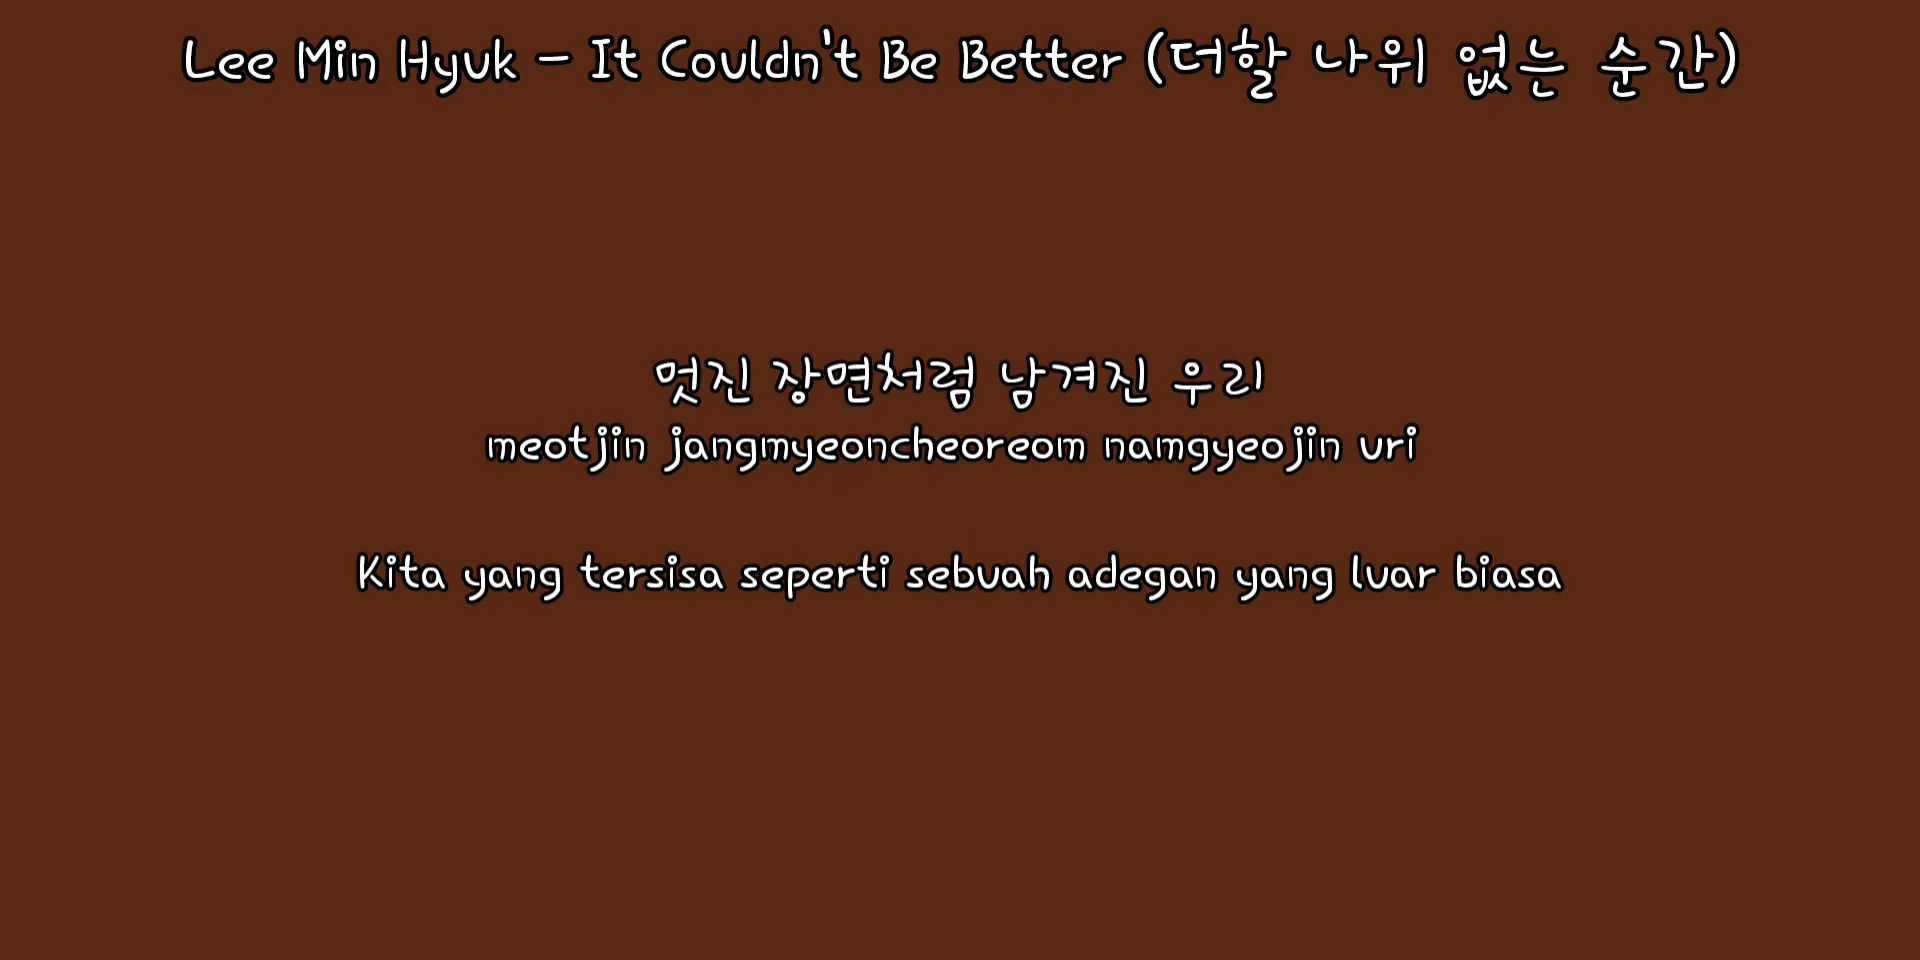 Lee Min Hyuk - It Couldn't Be Better (더할 나위 없는 순간)
멋진 장면처럼 남겨진 우리
meotjin jangmyeoncheoreom namgyeojin uri
Kita yang tersisa seperti sebuah adegan yang luar biasa